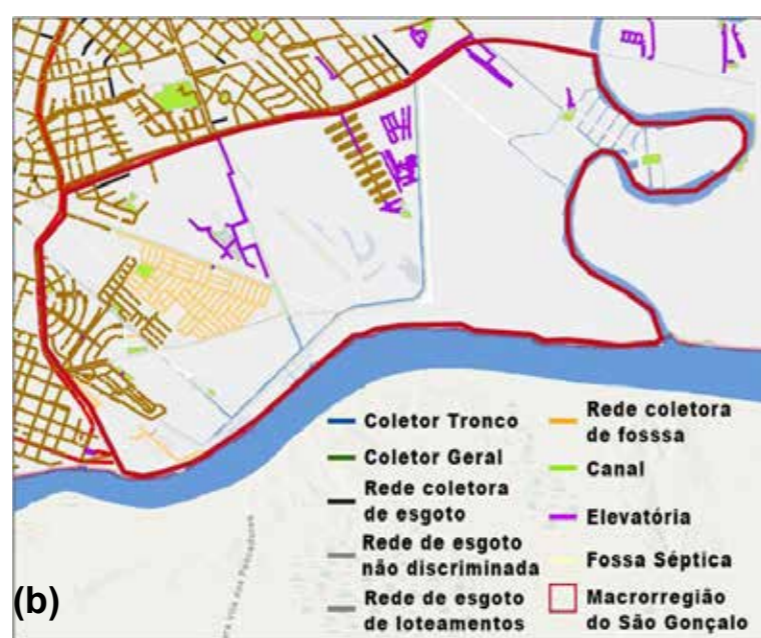 Coletor Tronco
Coletor Geral
Rede coletora
de esgoto
Rede de esgoto
não discriminada
Rede de esgoto
de loteamentos
Rede coletora
de fosssa
Canal
Elevatória
Fossa Séptica
Macrorregião
do São Gonçalo
(b)